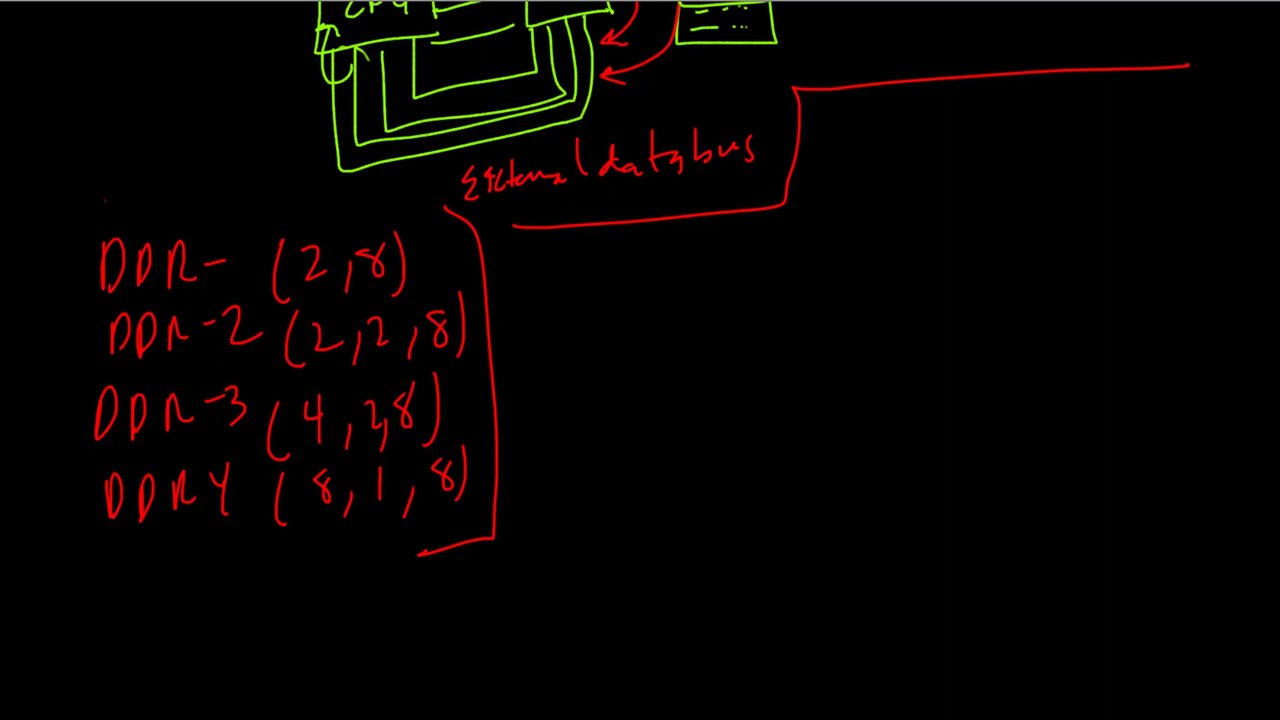 CPU
External data bus
DDR- (2,8)
DDR-2 (2,2,8)
DDR-3 (4,2,8)
DDR4 (8,1,8)